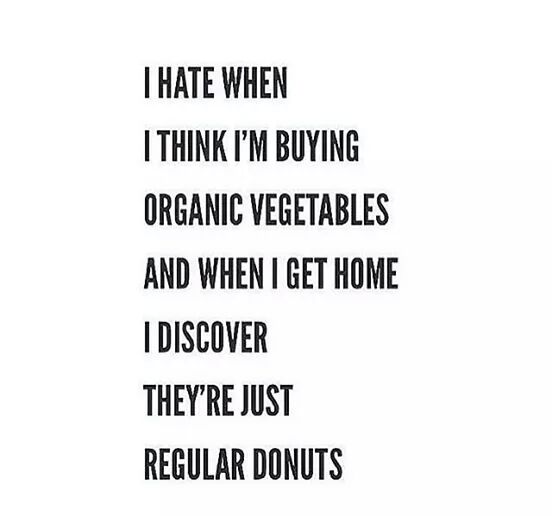 I HATE WHEN
I THINK I'M BUYING
ORGANIC VEGETABLES
AND WHEN I GET HOME
I DISCOVER
THEY'RE JUST
REGULAR DONUTS